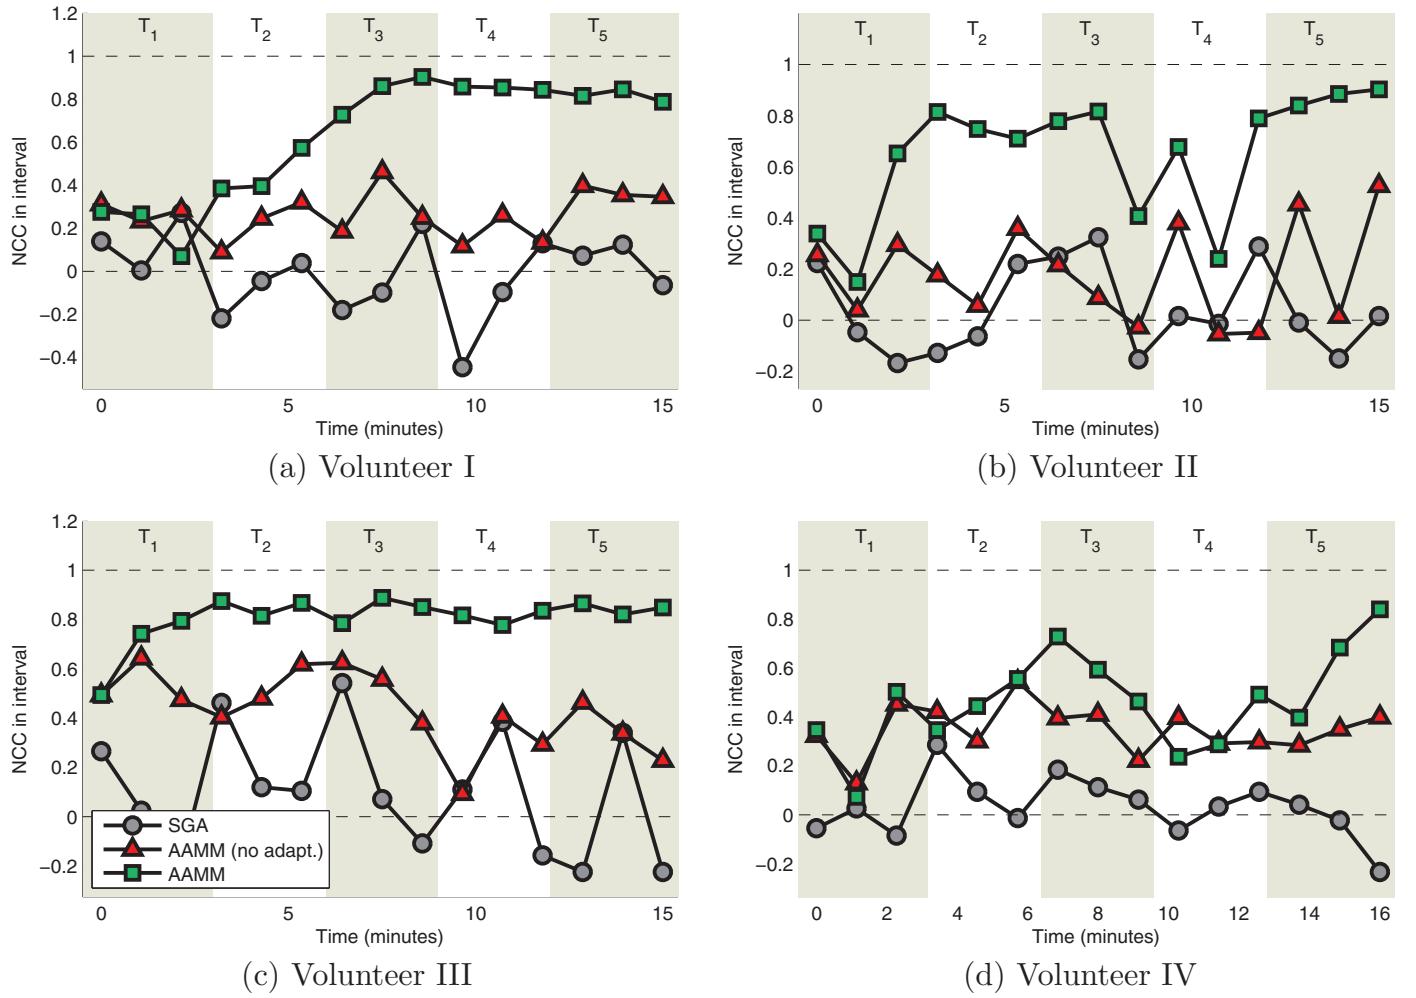 1.2
T1 T2 T3 T4 T5
1
0.8
0.6
0.4
0.2
0
−0.2
−0.4
NCC in interval
0 5 10 15
Time (minutes)
(a) Volunteer I
T1 T2 T3 T4 T5
1
0.8
0.6
0.4
0.2
0
−0.2
NCC in interval
0 5 10 15
Time (minutes)
(b) Volunteer II
1.2
T1 T2 T3 T4 T5
1
0.8
0.6
0.4
0.2
0
−0.2
NCC in interval
SGA
AAMM (no adapt.)
AAMM
0 5 10 15
Time (minutes)
(c) Volunteer III
T1 T2 T3 T4 T5
1
0.8
0.6
0.4
0.2
0
−0.2
NCC in interval
0 2 4 6 8 10 12 14 16
Time (minutes)
(d) Volunteer IV